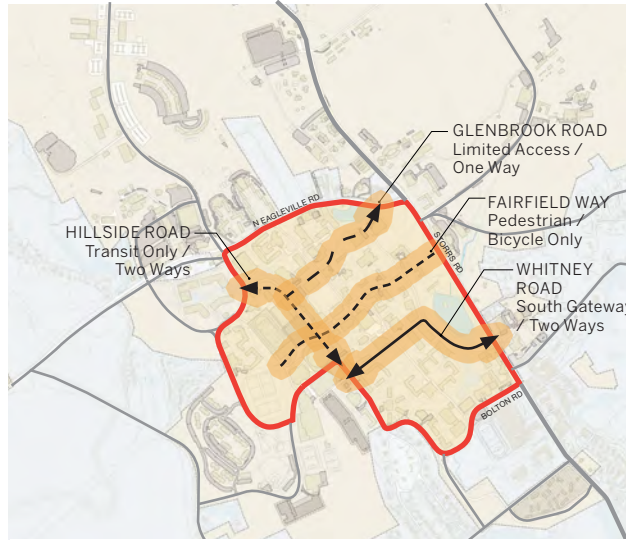 GLENBROOK ROAD
Limited Access /
One Way
N EAGLEVILLE RD
FAIRFIELD WAY
Pedestrian /
Bicycle Only
HILLSIDE ROAD
Transit Only /
Two Ways
STORRS RD
WHITNEY
ROAD
South Gateway
/ Two Ways
BOLTON RD